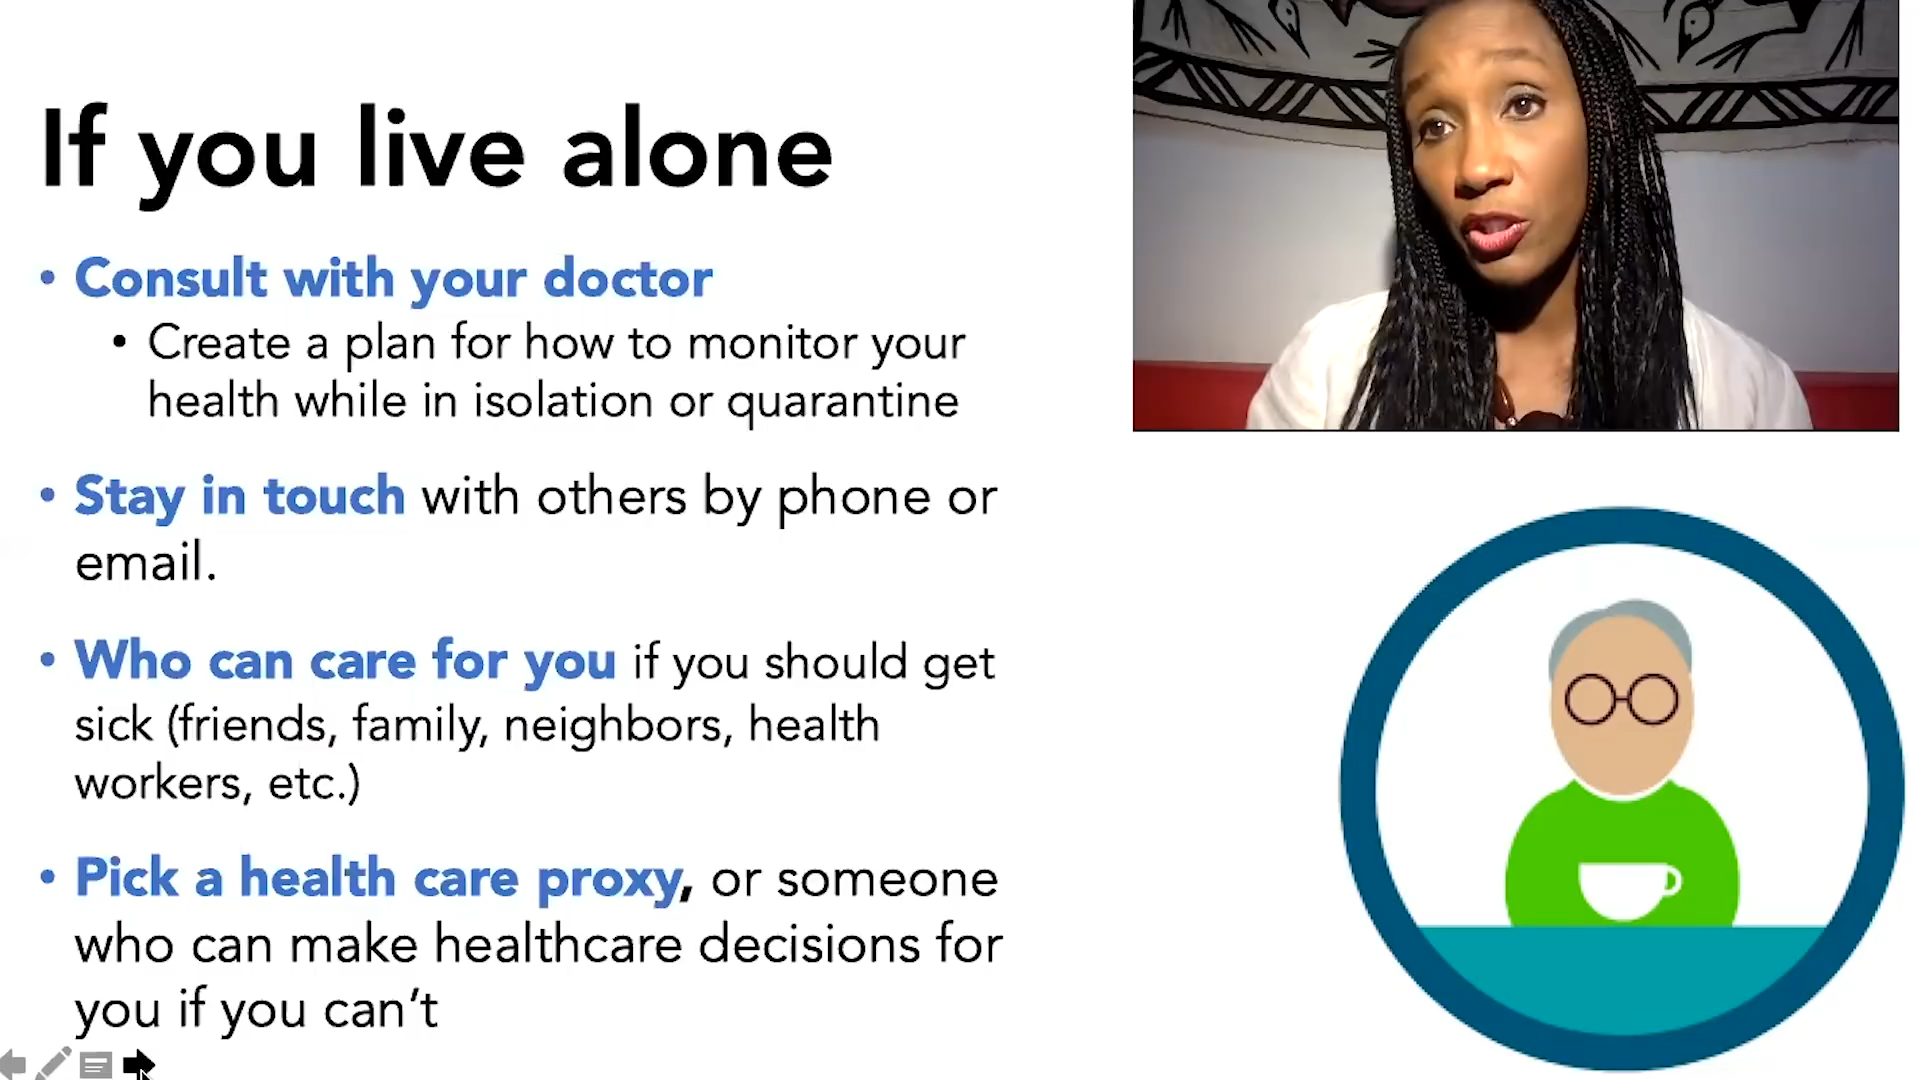 If you live alone
• Consult with your doctor
• Create a plan for how to monitor your
health while in isolation or quarantine
• Stay in touch with others by phone or
email.
• Who can care for you if you should get
sick (friends, family, neighbors, health
workers, etc.)
• Pick a health care proxy, or someone
who can make healthcare decisions for
you if you can’t